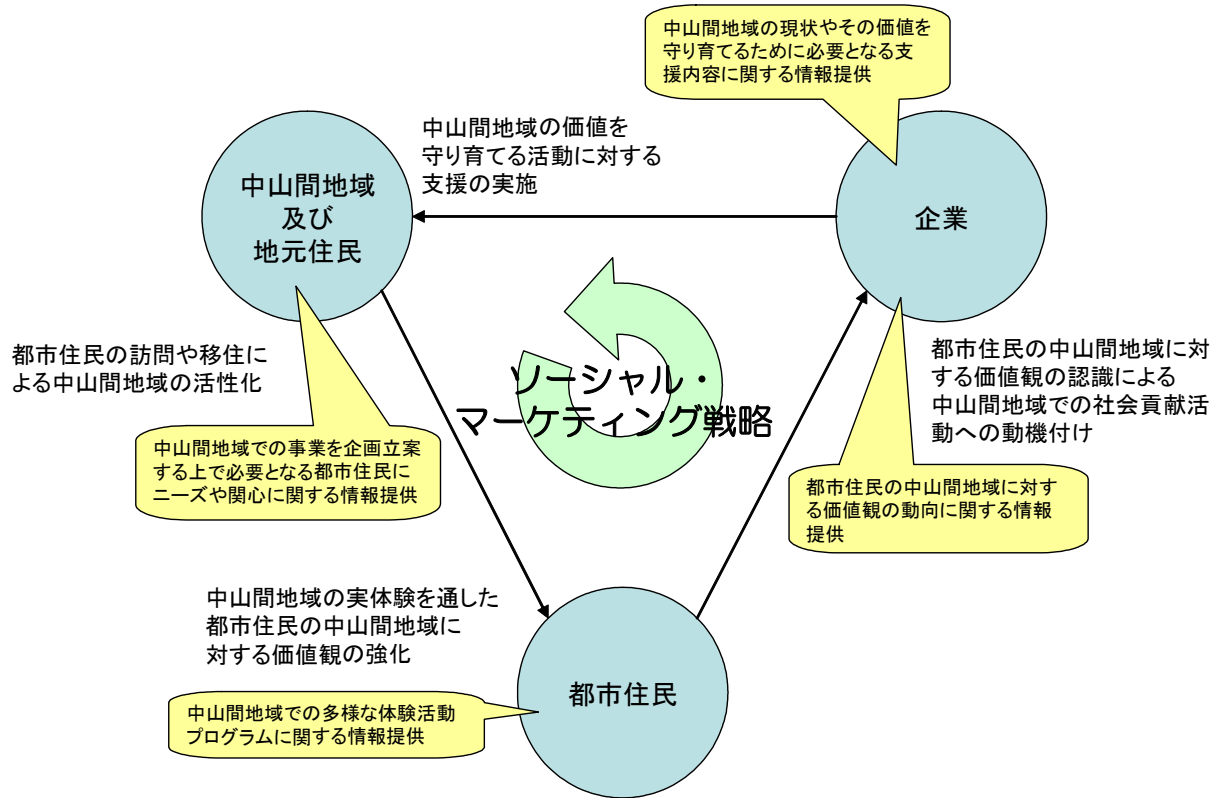 中山間地域の現状やその価値を
守り育てるために必要となる支
援内容に関する情報提供
中山間地域の価値を
守り育てる活動に対する
支援の実施
中山間地域
及び
地元住民
企業
都市住民の訪問や移住に
よる中山間地域の活性化
ソーシャル・
マーケティング戦略
都市住民の中山間地域に対
する価値観の認識による
中山間地域での社会貢献活
動への動機付け
中山間地域での事業を企画立案
する上で必要となる都市住民に
ニーズや関心に関する情報提供
都市住民の中山間地域に対す
る価値観の動向に関する情報
提供
中山間地域の実体験を通した
都市住民の中山間地域に
対する価値観の強化
都市住民
中山間地域での多様な体験活動
プログラムに関する情報提供